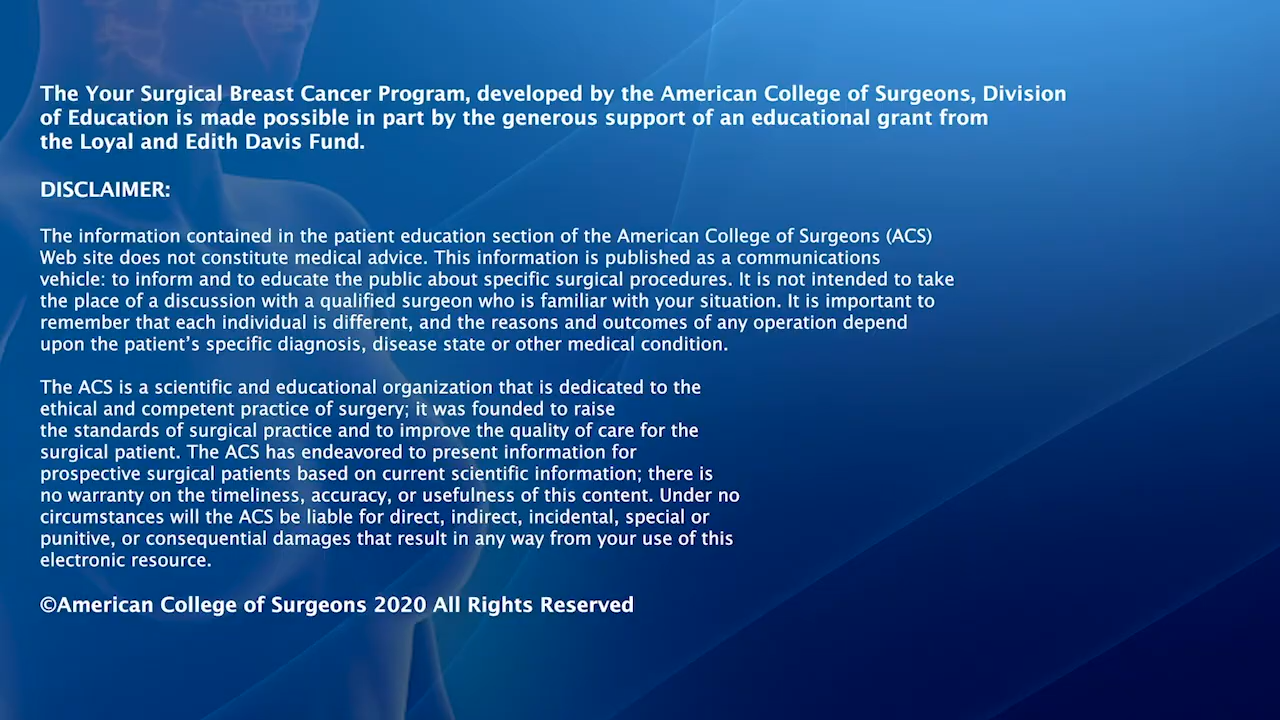 The Your Surgical Breast Cancer Program, developed by the American College of Surgeons, Division
of Education is made possible in part by the generous support of an educational grant from
the Loyal and Edith Davis Fund.
DISCLAIMER:
The information contained in the patient education section of the American College of Surgeons (ACS)
Web site does not constitute medical advice. This information is published as a communications
vehicle: to inform and to educate the public about specific surgical procedures. It is not intended to take
the place of a discussion with a qualified surgeon who is familiar with your situation. It is important to
remember that each individual is different, and the reasons and outcomes of any operation depend
upon the patient’s specific diagnosis, disease state or other medical condition.
The ACS is a scientific and educational organization that is dedicated to the
ethical and competent practice of surgery; it was founded to raise
the standards of surgical practice and to improve the quality of care for the
surgical patient. The ACS has endeavored to present information for
prospective surgical patients based on current scientific information; there is
no warranty on the timeliness, accuracy, or usefulness of this content. Under no
circumstances will the ACS be liable for direct, indirect, incidental, special or
punitive, or consequential damages that result in any way from your use of this
electronic resource.
©American College of Surgeons 2020 All Rights Reserved